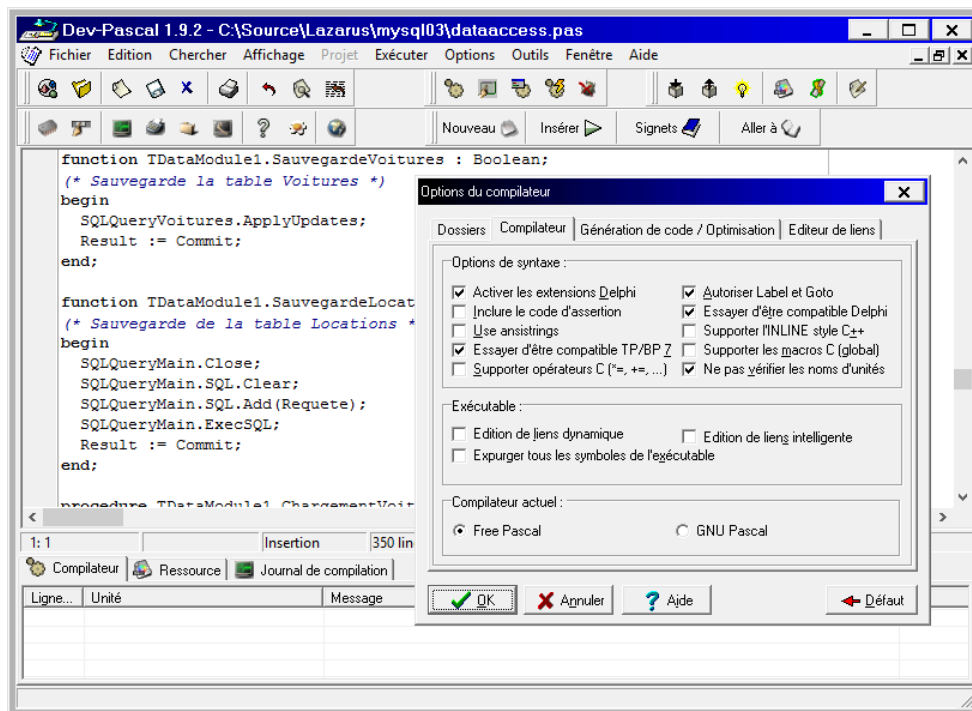 Dev-Pascal 1.9.2 - C:\Source\Lazarus\mysql03\dataaccess.pas
Fichier Edition Chercher Affichage Projet Exécuter Options Outils Fenêtre Aide
Nouveau Insérer Signets Aller à
function TDataModule1.SauvegardeVoitures : Boolean;
(* Sauvegarde la table Voitures *)
begin
SQLQueryVoitures.ApplyUpdates;
Result := Commit;
end;
function TDataModule1.SauvegardeLocat
(* Sauvegarde de la table Locations *
begin
SQLQueryMain.Close;
SQLQueryMain.SQL.Clear;
SQLQueryMain.SQL.Add(Requete);
SQLQueryMain.ExecSQL;
Result := Commit;
end;
procedure TDataModule1.ChargementVoit
1: 1 Insertion 350 lin
Compilateur Ressource Journal de compilation
Ligne... Unité Message
Options du compilateur
Dossiers Compilateur Génération de code / Optimisation Editeur de liens
Options de syntaxe :
Activer les extensions Delphi Autoriser Label et Goto
Inclure le code d'assertion Essayer d'être compatible Delphi
Use ansistrings Supporter l'INLINE style C++
Essayer d'être compatible TP/BP 7 Supporter les macros C (global)
Supporter opérateurs C (*=, +=, ...) Ne pas vérifier les noms d'unités
Exécutable :
Edition de liens dynamique Edition de liens intelligente
Expurger tous les symboles de l'exécutable
Compilateur actuel :
Free Pascal GNU Pascal
OK Annuler Aide Défaut